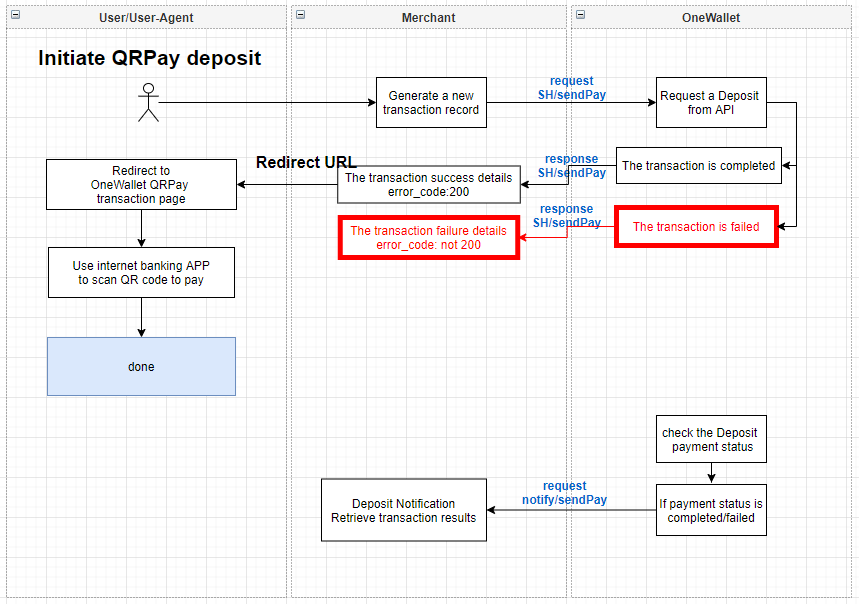 User/User-Agent
Merchant
OneWallet
Initiate QRPay deposit
Generate a new
transaction record
request
SH/sendPay
Request a Deposit
from API
Redirect to
OneWallet QRPay
transaction page
Redirect URL
The transaction success details
error_code:200
response
SH/sendPay
The transaction is completed
The transaction failure details
error_code: not 200
response
SH/sendPay
The transaction is failed
Use internet banking APP
to scan QR code to pay
done
check the Deposit
payment status
Deposit Notification
Retrieve transaction results
request
notify/sendPay
If payment status is
completed/failed